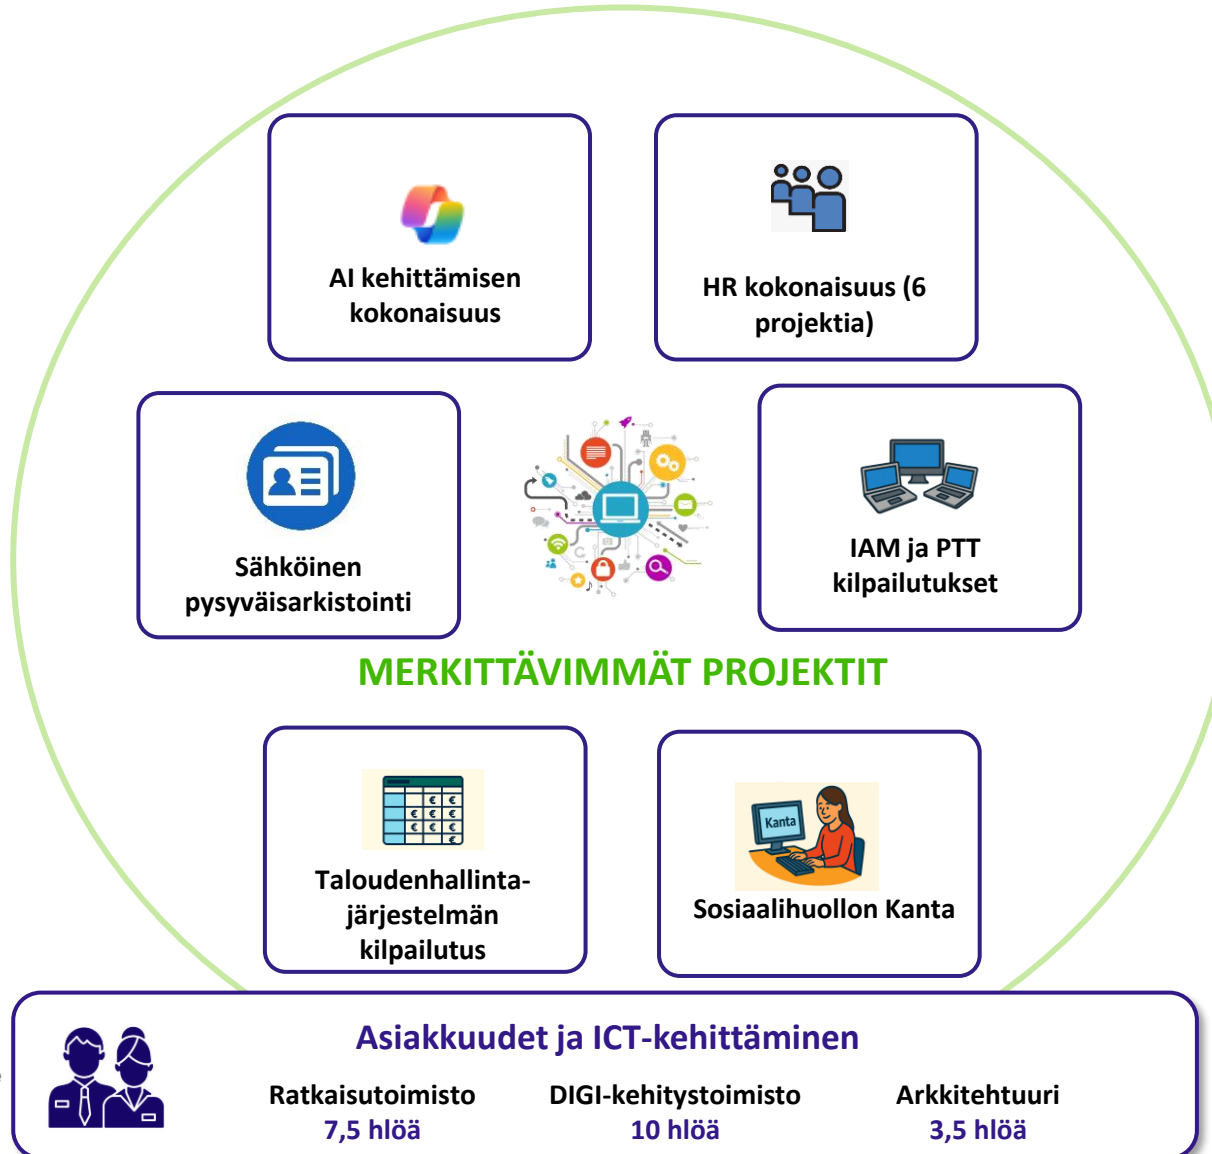 AI kehittämisen
kokonaisuus
HR kokonaisuus (6
projektia)
Sähköinen
pysyväisarkistointi
IAM ja PTT
kilpailutukset
MERKITTÄVIMMÄT PROJEKTIT
€ €
€ € €
€ € €
€
Taloudenhallinta-
järjestelmän
kilpailutus
Kanta
Sosiaalihuollon Kanta
Asiakkuudet ja ICT-kehittäminen
Ratkaisutoimisto
7,5 hlöä
DIGI-kehitystoimisto
10 hlöä
Arkkitehtuuri
3,5 hlöä